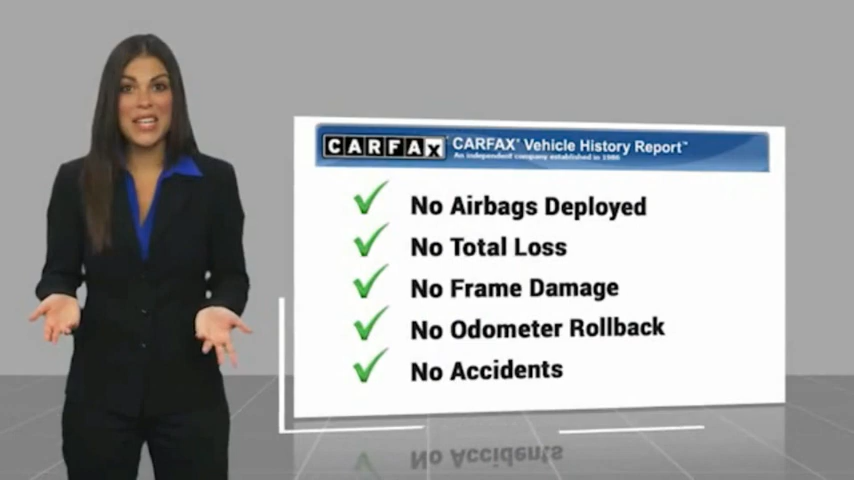 CARFAX CARFAX® Vehicle History Report™
An independent company established in 1986
No Airbags Deployed
No Total Loss
No Frame Damage
No Odometer Rollback
No Accidents
No Accidents